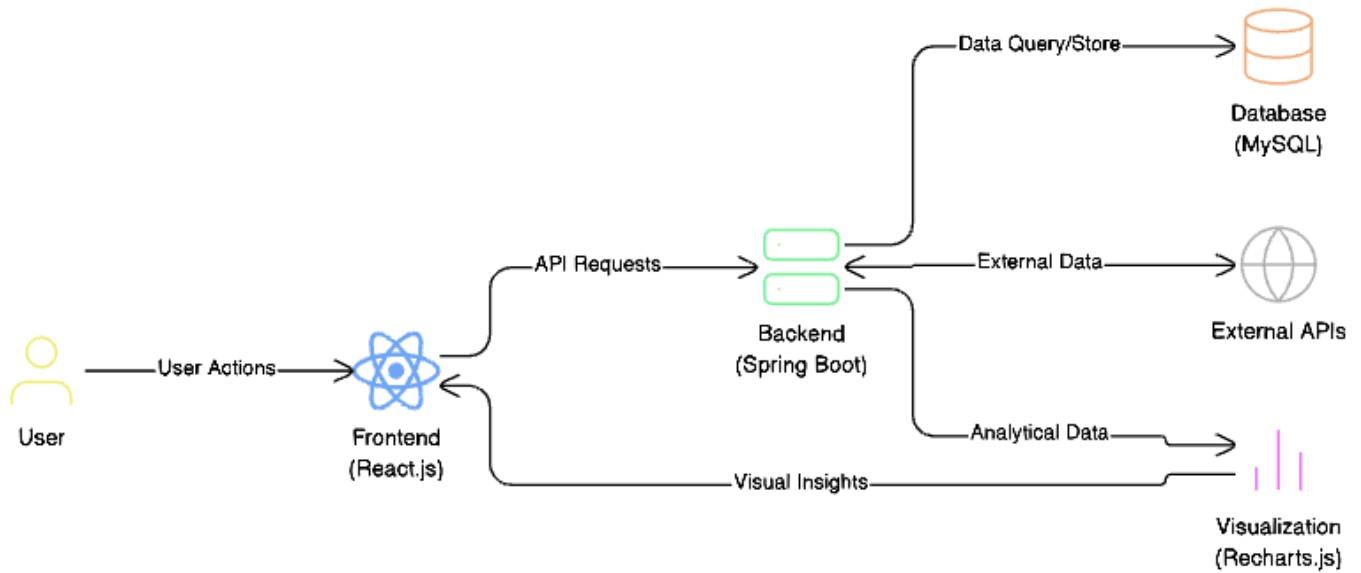 Data Query/Store
Database
(MySQL)
API Requests
External Data
Backend
(Spring Boot)
External APIs
User Actions
User
Frontend
(React.js)
Analytical Data
Visual Insights
Visualization
(Recharts.js)